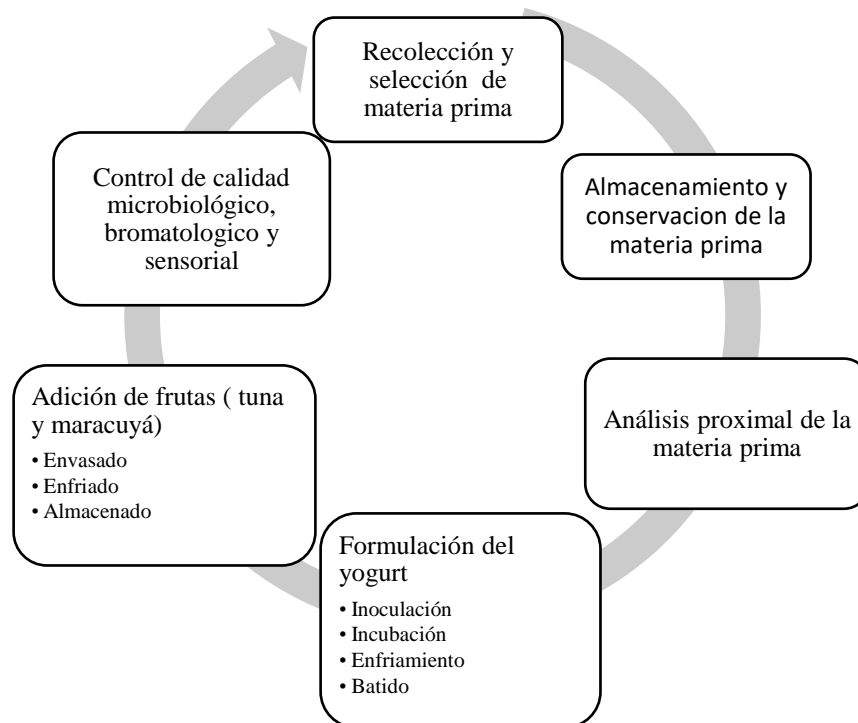 Recolección y
selección de
materia prima
Almacenamiento y
conservacion de la
materia prima
Análisis proximal de la
materia prima
Formulación del
yogurt
• Inoculación
• Incubación
• Enfriamiento
• Batido
Adición de frutas ( tuna
y maracuyá)
• Envasado
• Enfriado
• Almacenado
Control de calidad
microbiológico,
bromatologico y
sensorial